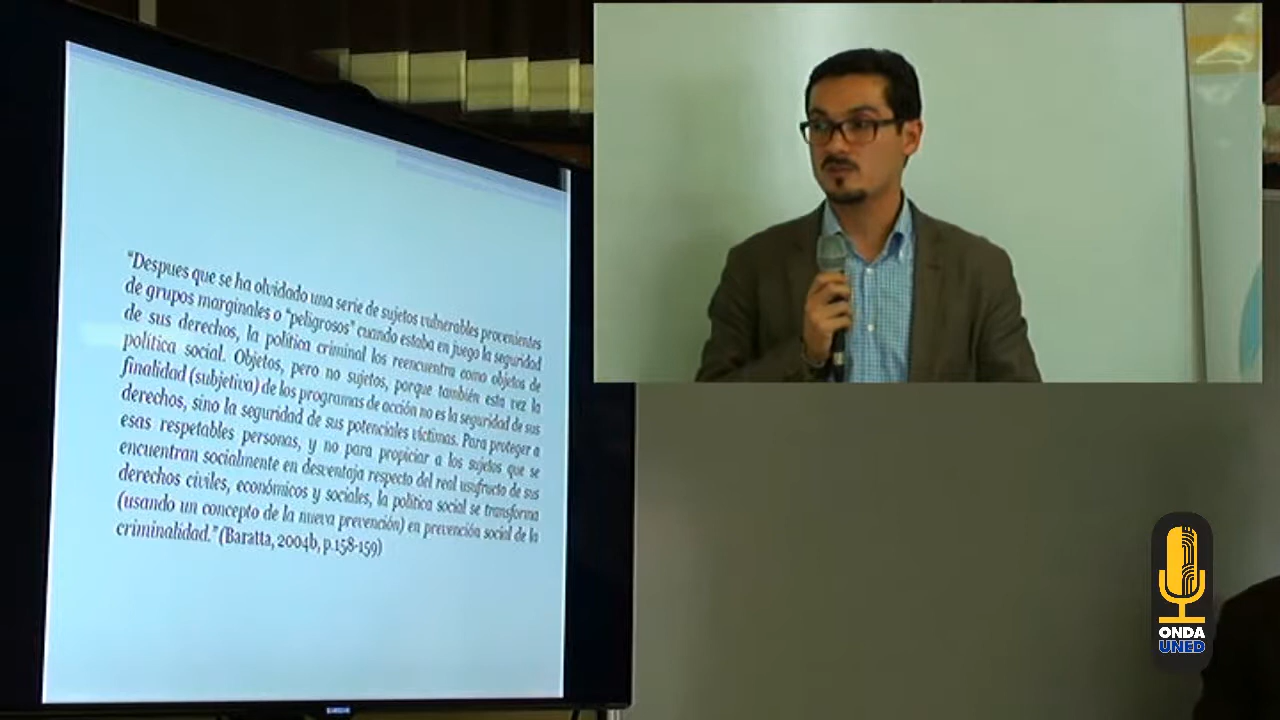 “Despues que se ha olvidado una serie de sujetos vulnerables provenientes
de grupos marginales o “peligrosos” cuando estaba en juego la seguridad
de sus derechos, la política criminal los reencuentra como objetos de
política social. Objetos, pero no sujetos, porque también esta vez la
finalidad (subjetiva) de los programas de acción no es la seguridad de sus
derechos, sino la seguridad de sus potenciales víctimas. Para proteger a
esas respetables personas, y no para propiciar a los sujetos que se
encuentran socialmente en desventaja respecto del real usufructo de sus
derechos civiles, económicos y sociales, la política social se transforma
(usando un concepto de la nueva prevención) en prevención social de la
criminalidad.” (Baratta, 2004b, p.158-159)
ONDA
UNED